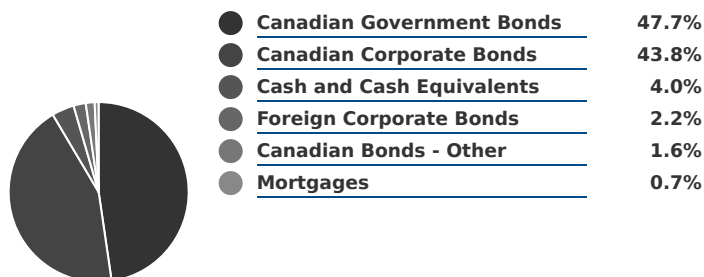 Canadian Government Bonds 47.7%
Canadian Corporate Bonds 43.8%
Cash and Cash Equivalents 4.0%
Foreign Corporate Bonds 2.2%
Canadian Bonds - Other 1.6%
Mortgages 0.7%